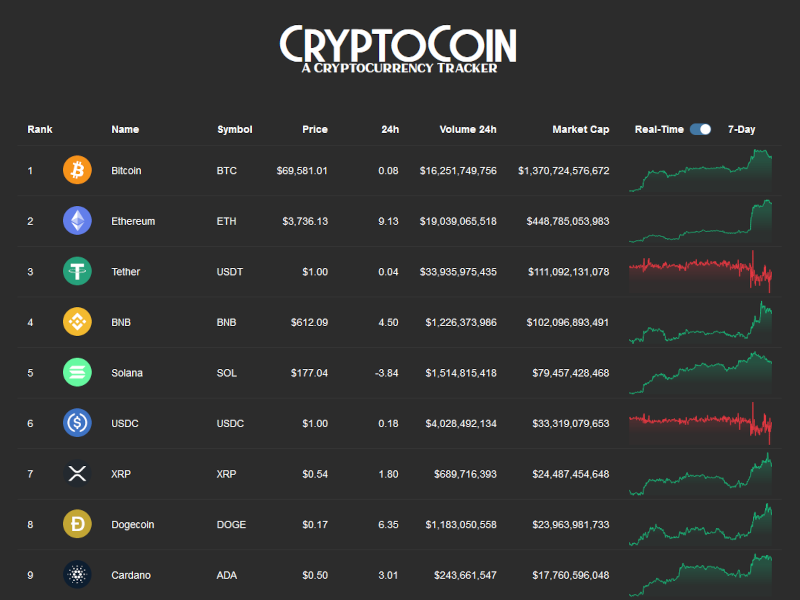 CryptoCoin
A Cryptocurrency Tracker
Rank Name Symbol Price 24h Volume 24h Market Cap Real-Time 7-Day
1 Bitcoin BTC $69,581.01 0.08 $16,251,749,756 $1,370,724,576,672
2 Ethereum ETH $3,736.13 9.13 $19,039,065,518 $448,785,053,983
3 Tether USDT $1.00 0.04 $33,935,975,435 $111,092,131,078
4 BNB BNB $612.09 4.50 $1,226,373,986 $102,096,893,491
5 Solana SOL $177.04 -3.84 $1,514,815,418 $79,457,428,468
6 USDC USDC $1.00 0.18 $4,028,492,134 $33,319,079,653
7 XRP XRP $0.54 1.80 $689,716,393 $24,487,454,648
8 Dogecoin DOGE $0.17 6.35 $1,183,050,558 $23,963,981,733
9 Cardano ADA $0.50 3.01 $243,661,547 $17,760,596,048